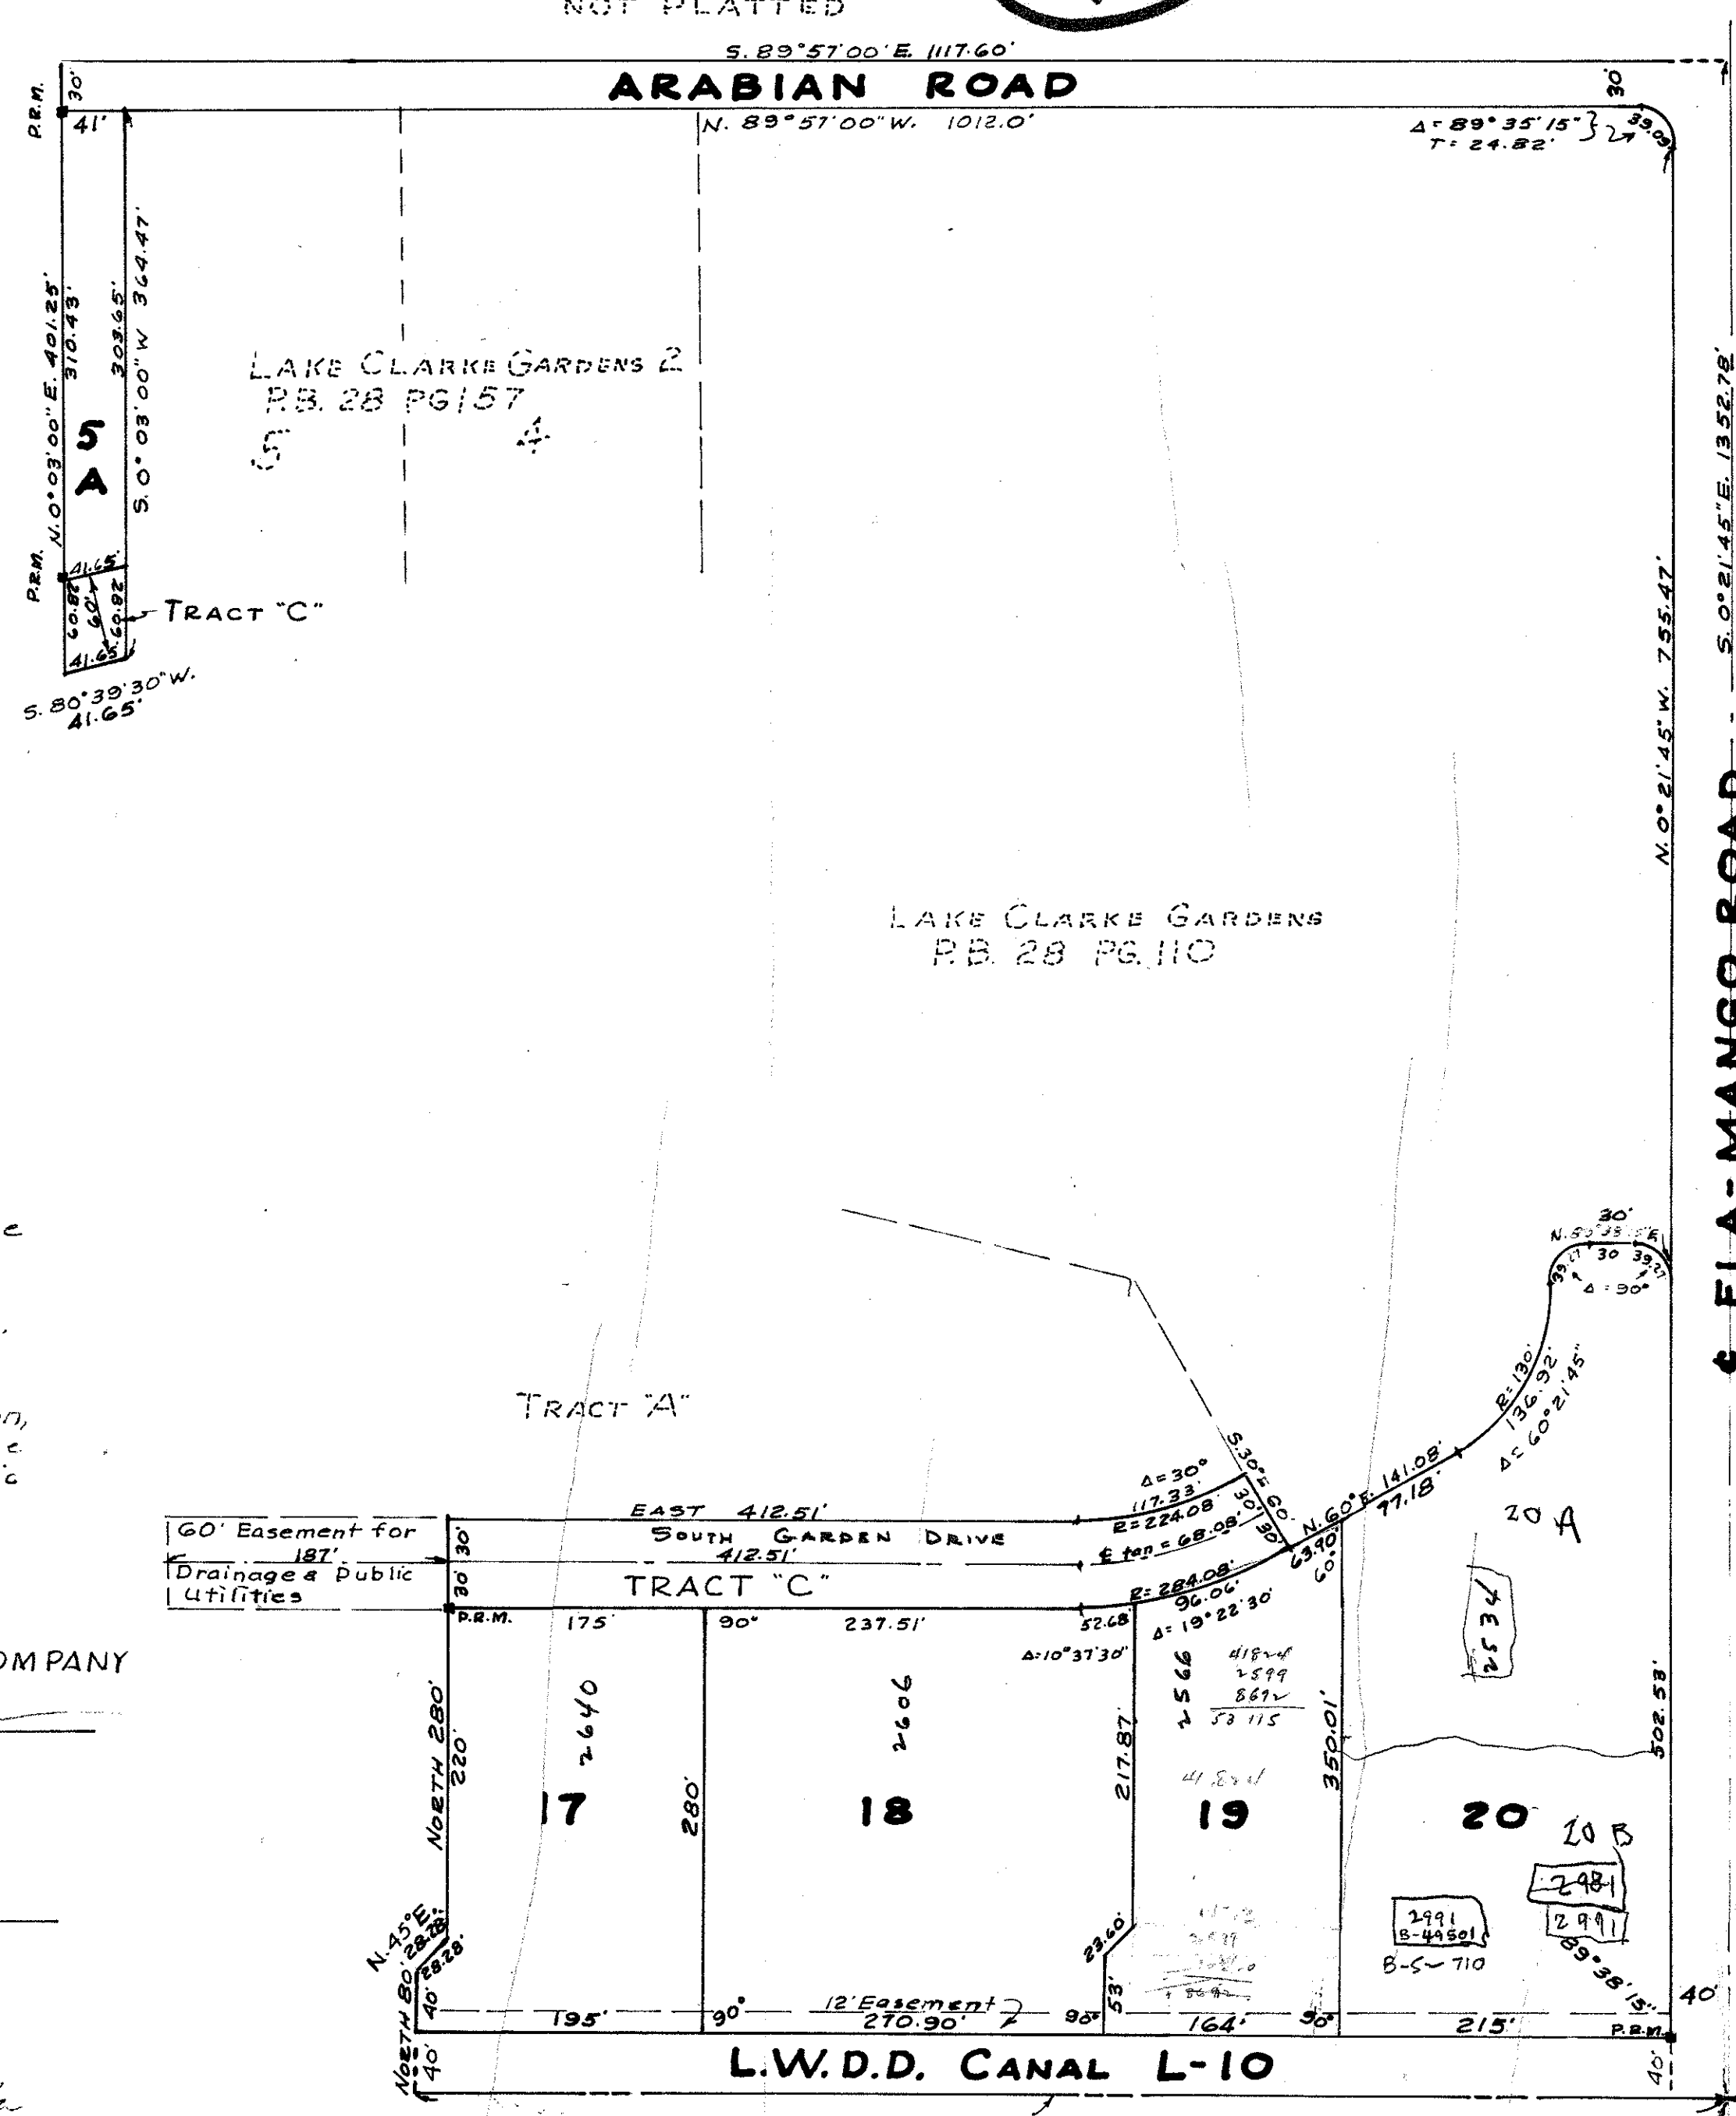 NOT PLATTED
S. 89°57'00"E. 1117.60'
ARABIAN ROAD
N. 89°57'00"W. 1012.0'
30'
Δ = 89°35'15"
T = 24.82'
39.09
P.R.M.
30'
41'
N. 0°03'00"E. 401.25'
310.43'
303.65'
S. 0°03'00"W 364.47'
5
A
LAKE CLARKE GARDENS 2
P.B. 28 PG 157
5
4
P.R.M.
41.65
60.82
60'
60.82
41.65
TRACT "C"
S. 80°39'30"W.
41.65'
S. 0°21'45"E. 1352.78'
N. 0°21'45"W. 755.47'
LAKE CLARKE GARDENS
P.B. 28 PG. 110
℄ FLA-MANGO ROAD
30'
39.27
30
39.27
Δ = 90°
R = 130'
136.92'
Δ = 60°21'45"
TRACT "A"
S. 30°E 60'
30'
30'
Δ = 30°
117.33'
R = 224.08'
℄ tan = 68.08'
N. 60°E. 141.08'
77.18'
63.90
60°
20 A
2534
EAST 412.51'
SOUTH GARDEN DRIVE
412.51'
TRACT "C"
30'
30'
60' Easement for
187'
Drainage & Public
Utilities
R = 284.08'
96.06'
Δ = 19°22'30"
P.R.M.
175'
90°
237.51'
52.68'
Δ = 10°37'30"
OMPANY
NORTH 280'
220'
2640
2606
2566
41824
2599
8692
53 115
217.87'
350.01'
502.53'
280'
17
18
19
20
20 B
2981
2991
2991
B-49501
B-S- 710
89°38'15"
N. 45°E.
28.28'
28.28'
NORTH 80'
40'
40'
23.60'
53'
12' Easement
195'
90°
270.90'
90°
164'
90°
215'
P.R.M.
40'
40'
L.W.D.D. CANAL L-10